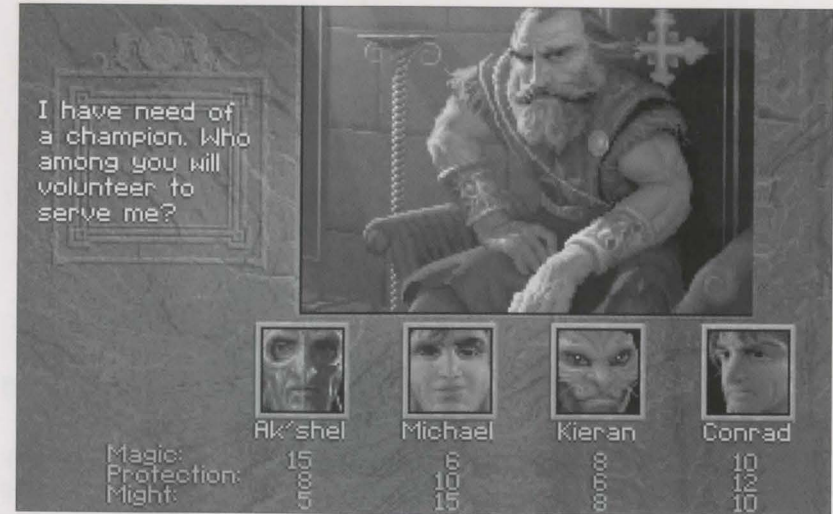 I have need of
a champion. Who
among you will
volunteer to
serve me?
Ak'shel Michael Kieran Conrad
Magic: 15 6 8 10
Protection: 8 10 6 12
Might: 5 15 8 10